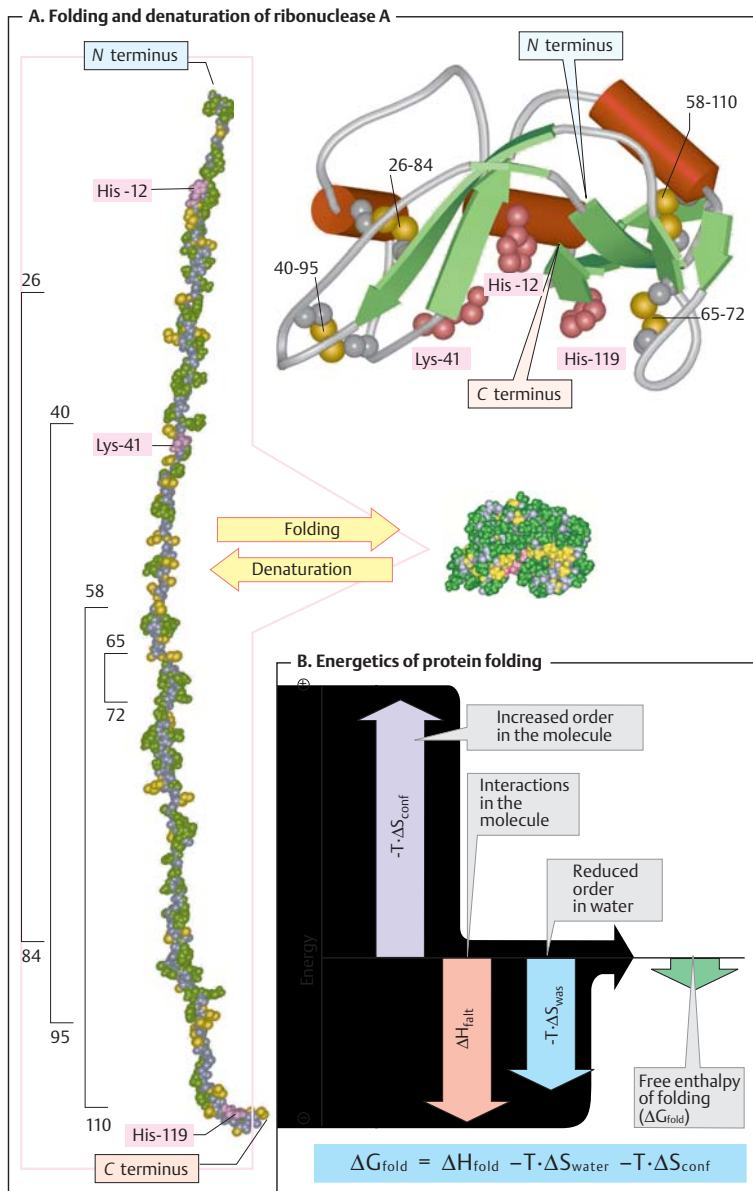 A. Folding and denaturation of ribonuclease A
N terminus
His -12
26
40
Lys-41
58
65
72
84
95
110
His-119
C terminus
N terminus
58-110
26-84
40-95
His -12
65-72
Lys-41
His-119
C terminus
Folding
Denaturation
B. Energetics of protein folding
⊕
Energy
⊖
-T·ΔSconf
Increased order
in the molecule
Interactions
in the
molecule
Reduced
order
in water
ΔHfalt
-T·ΔSwas
Free enthalpy
of folding
(ΔGfold)
ΔGfold = ΔHfold –T·ΔSwater –T·ΔSconf